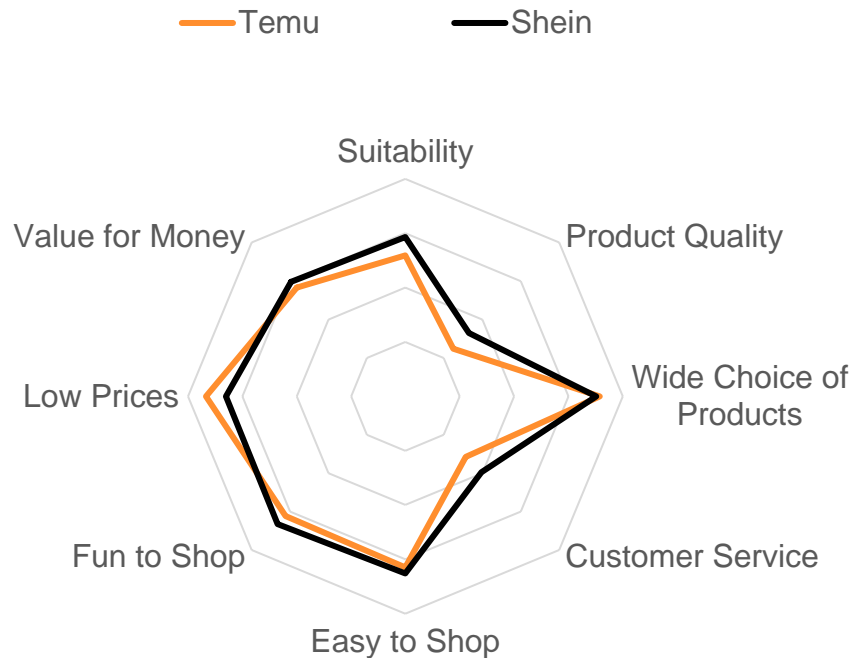 Temu
Shein
Suitability
Value for Money
Product Quality
Low Prices
Wide Choice of
Products
Fun to Shop
Customer Service
Easy to Shop